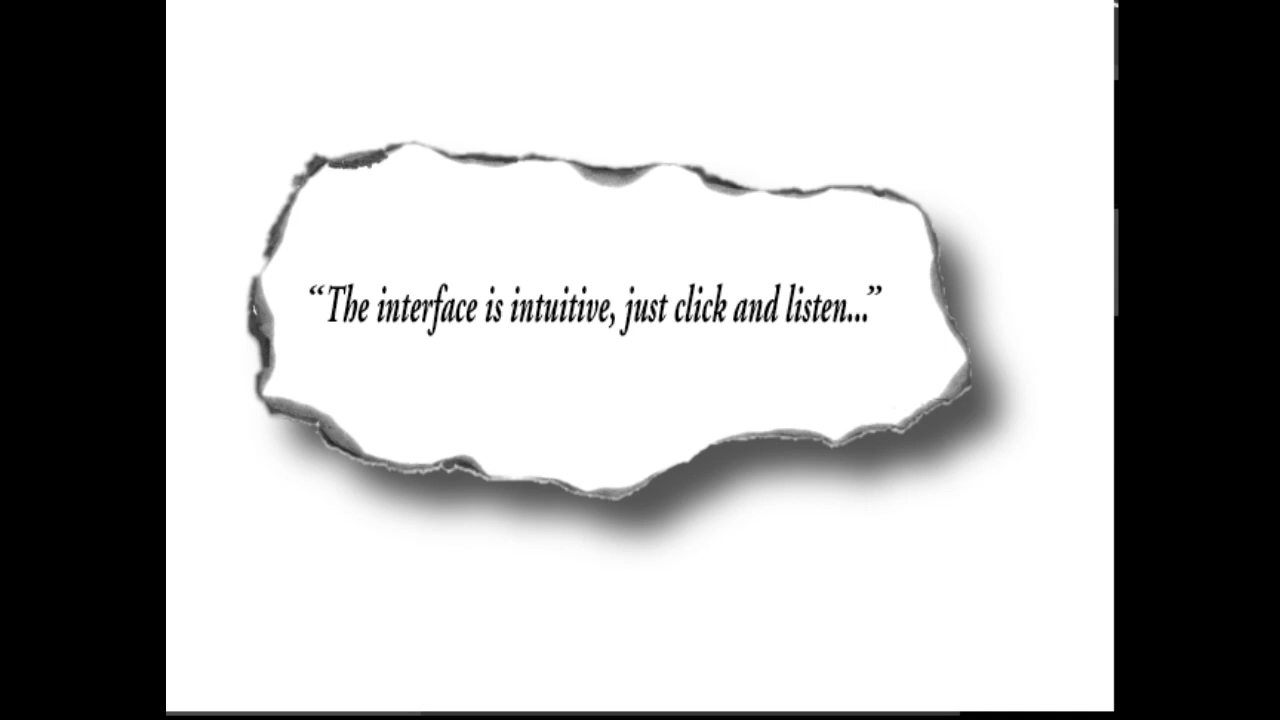 “The interface is intuitive, just click and listen...”